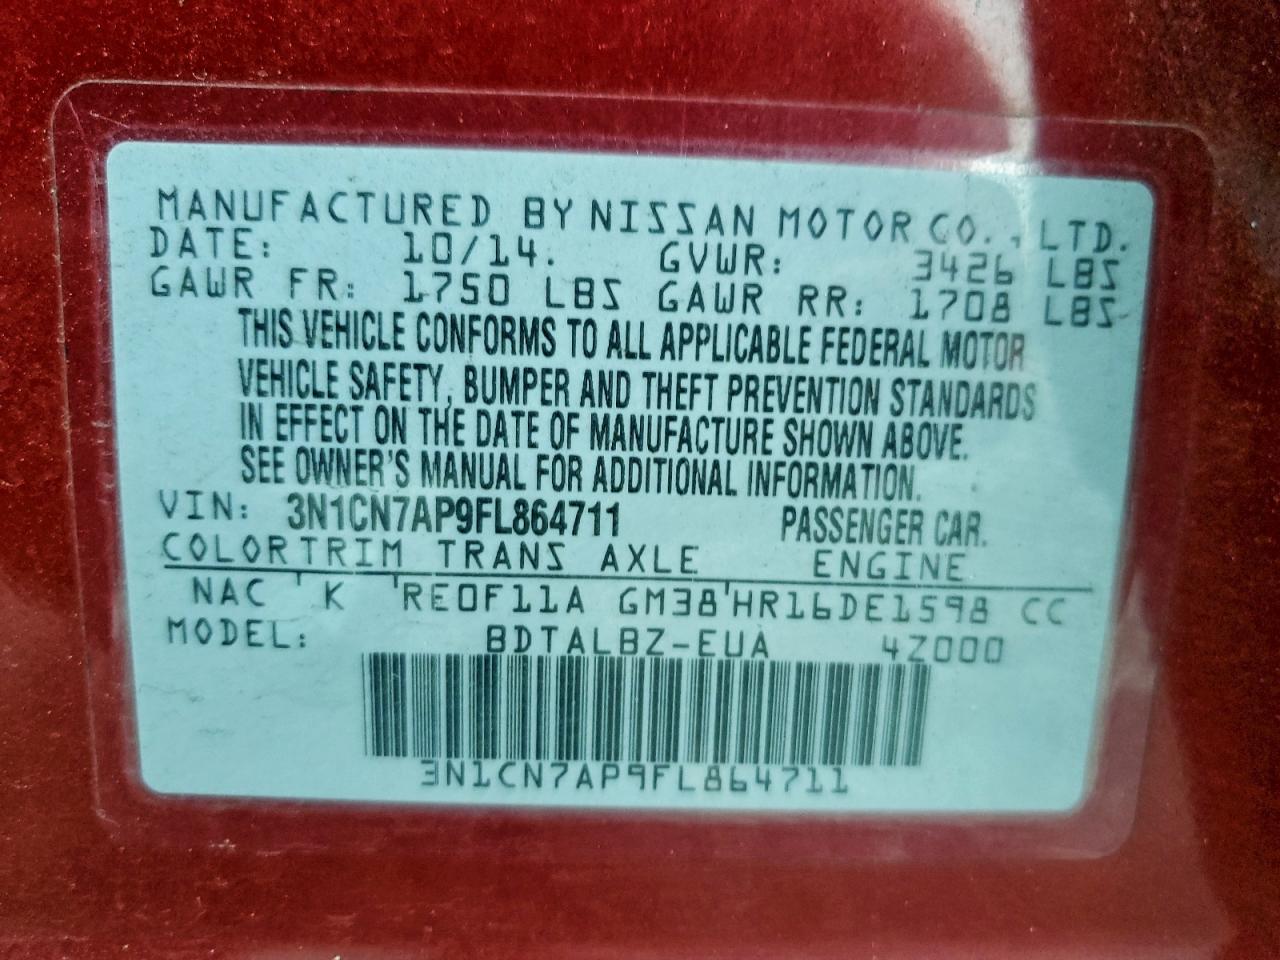 MANUFACTURED BY NISSAN MOTOR CO., LTD.
DATE: 10/14. GVWR: 3426 LBS
GAWR FR: 1750 LBS GAWR RR: 1708 LBS
THIS VEHICLE CONFORMS TO ALL APPLICABLE FEDERAL MOTOR
VEHICLE SAFETY, BUMPER AND THEFT PREVENTION STANDARDS
IN EFFECT ON THE DATE OF MANUFACTURE SHOWN ABOVE.
SEE OWNER'S MANUAL FOR ADDITIONAL INFORMATION.
VIN: 3N1CN7AP9FL864711 PASSENGER CAR.
COLORTRIM TRANS AXLE ENGINE
NAC ' K 'RE0F11A GM38'HR16DE1598 CC
MODEL: BDTALBZ-EUA 4Z000
3N1CN7AP9FL864711